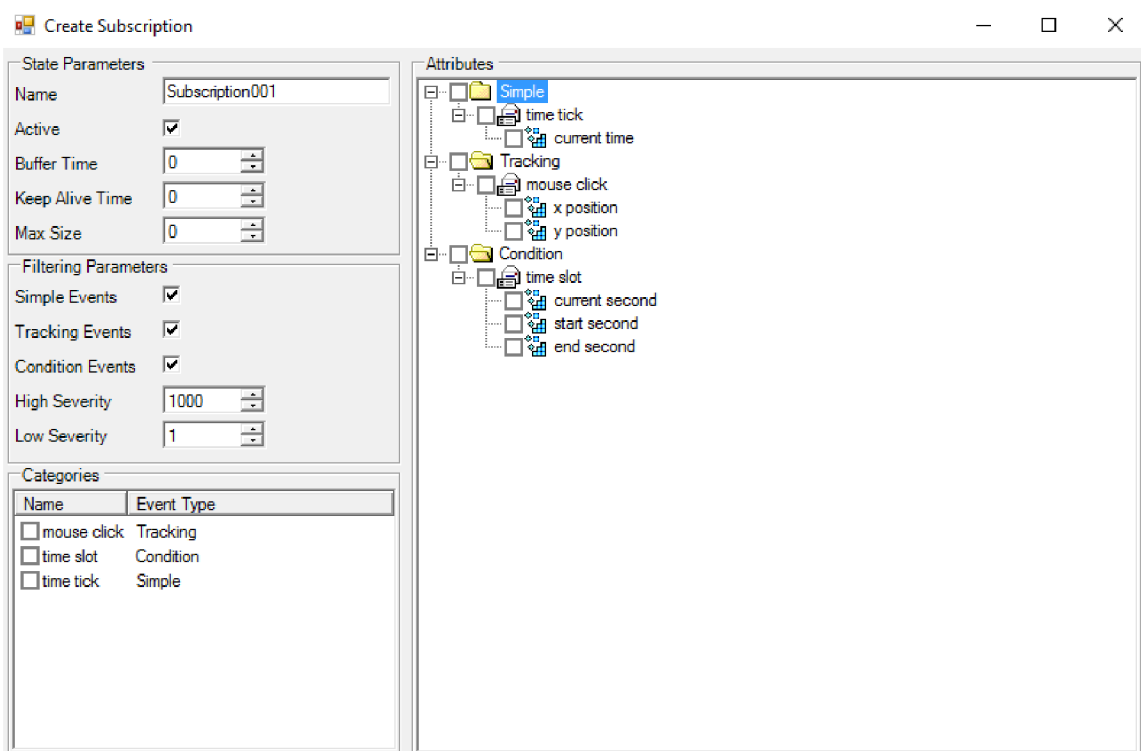 Create Subscription
State Parameters
Name Subscription001
Active
Buffer Time 0
Keep Alive Time 0
Max Size 0
Filtering Parameters
Simple Events
Tracking Events
Condition Events
High Severity 1000
Low Severity 1
Categories
Name Event Type
mouse click Tracking
time slot Condition
time tick Simple
Attributes
Simple
time tick
current time
Tracking
mouse click
x position
y position
Condition
time slot
current second
start second
end second